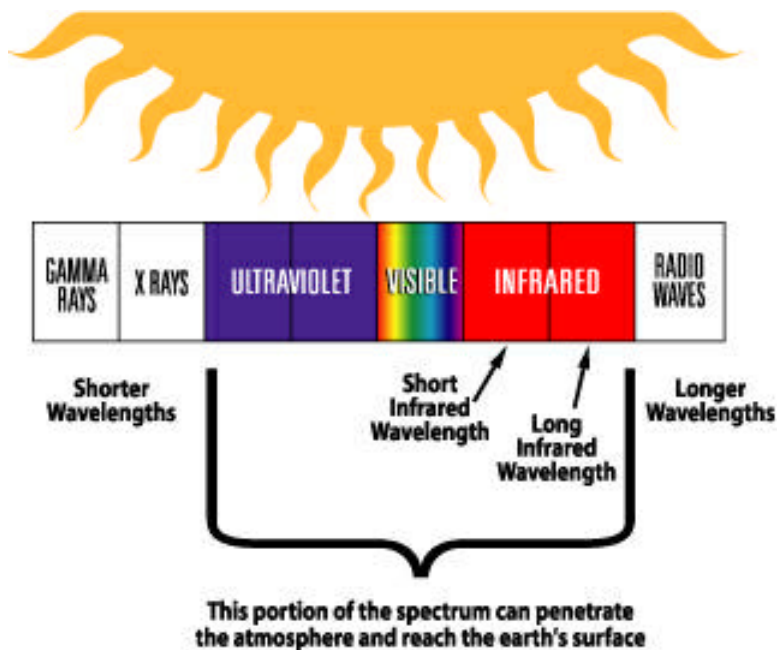 GAMMA
RAYS
X RAYS
ULTRAVIOLET
VISIBLE
INFRARED
RADIO
WAVES
Shorter
Wavelengths
Short
Infrared
Wavelength
Long
Infrared
Wavelength
Longer
Wavelengths
This portion of the spectrum can penetrate
the atmosphere and reach the earth's surface